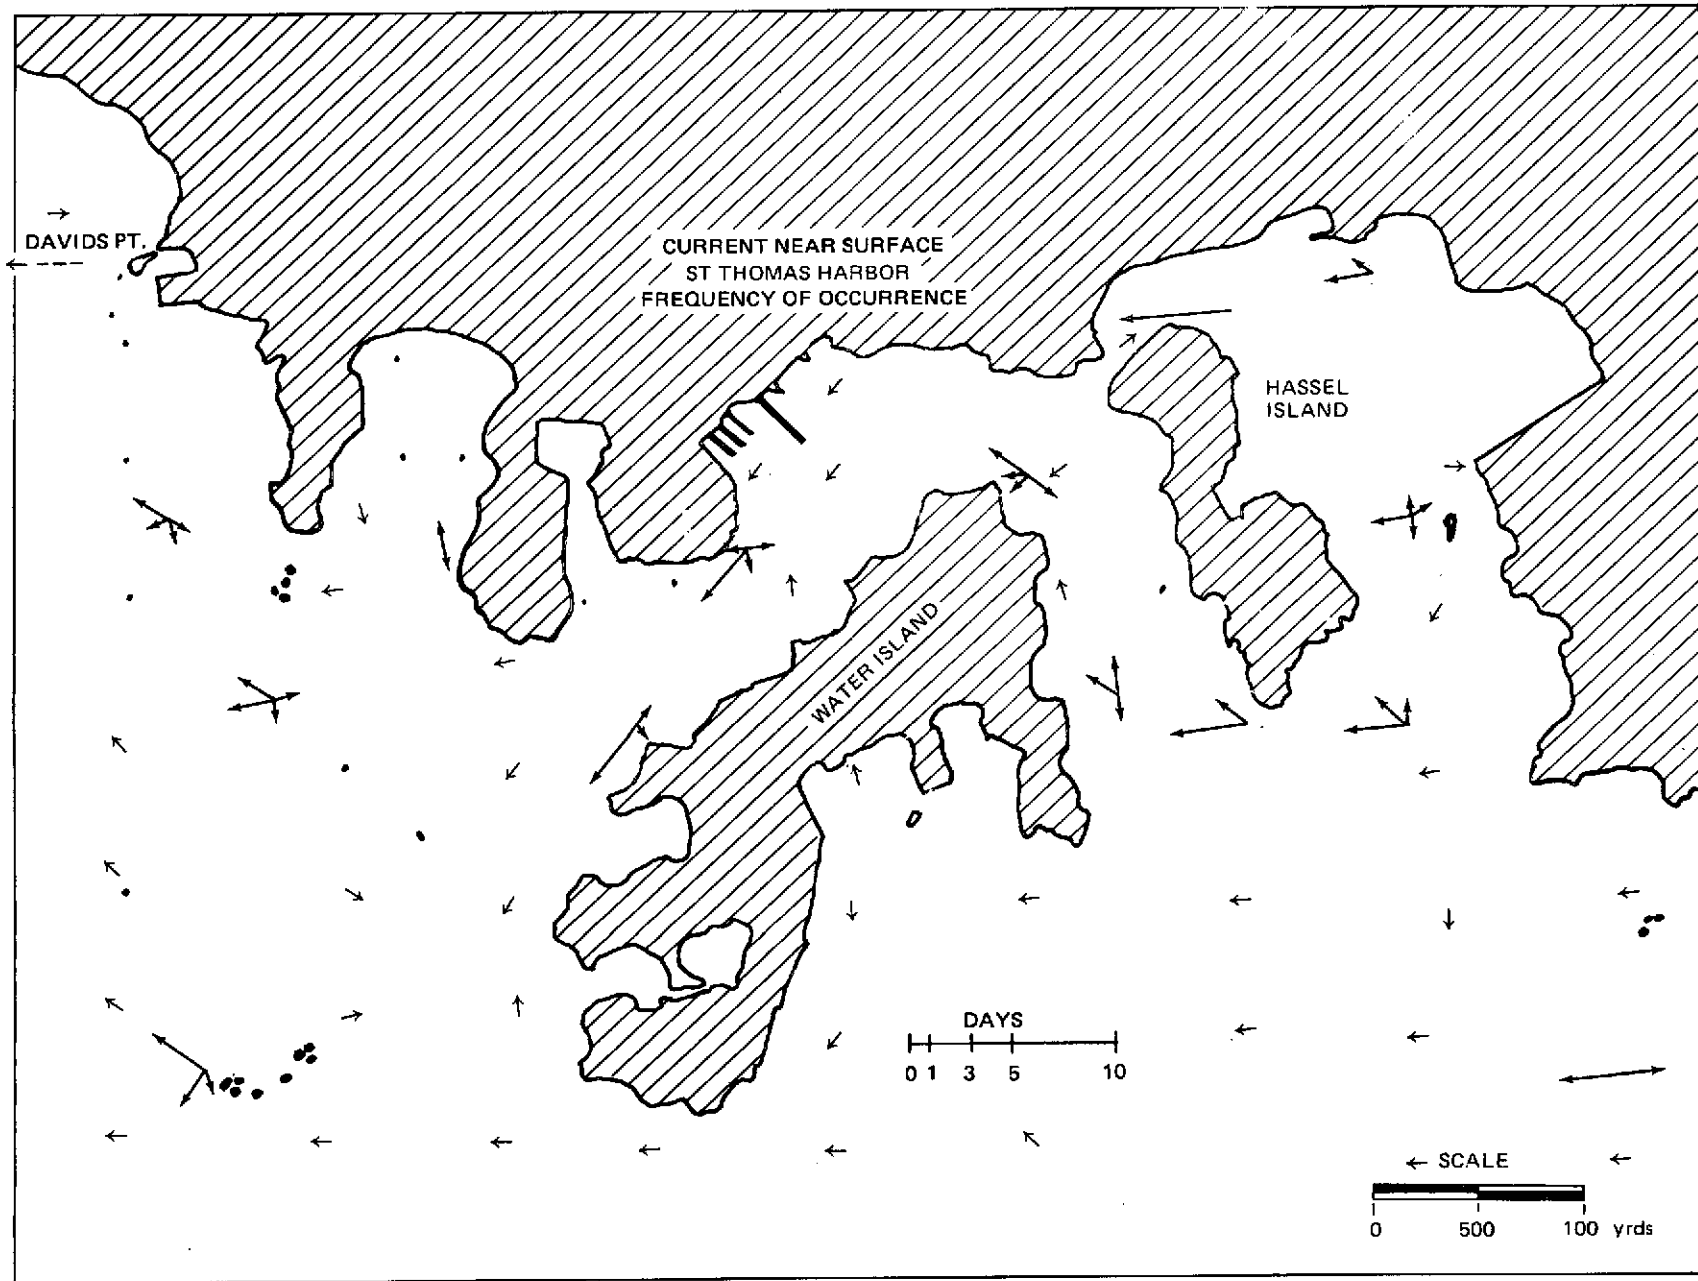 DAVIDS PT.
CURRENT NEAR SURFACE
ST THOMAS HARBOR
FREQUENCY OF OCCURRENCE
HASSEL
ISLAND
WATER ISLAND
DAYS
0 1 3 5 10
SCALE
0 500 100 yrds